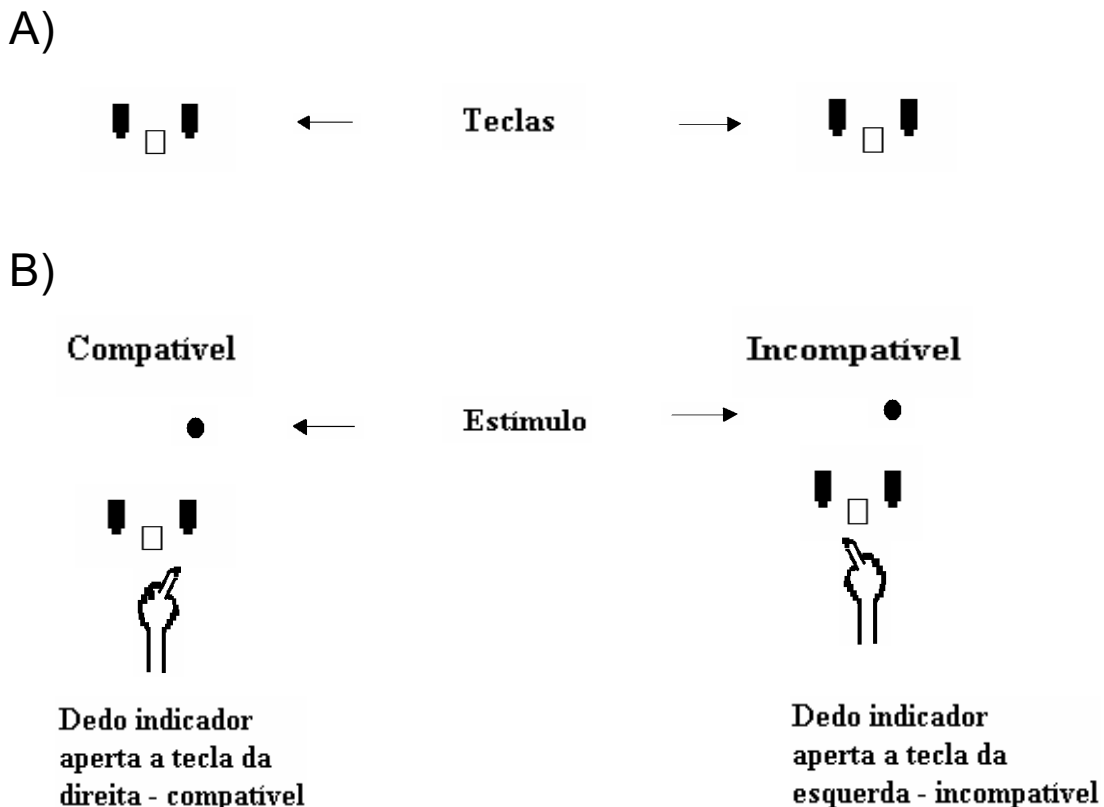 A)
Teclas
B)
Compatível
Incompatível
Estímulo
Dedo indicador
aperta a tecla da
direita - compatível
Dedo indicador
aperta a tecla da
esquerda - incompatível